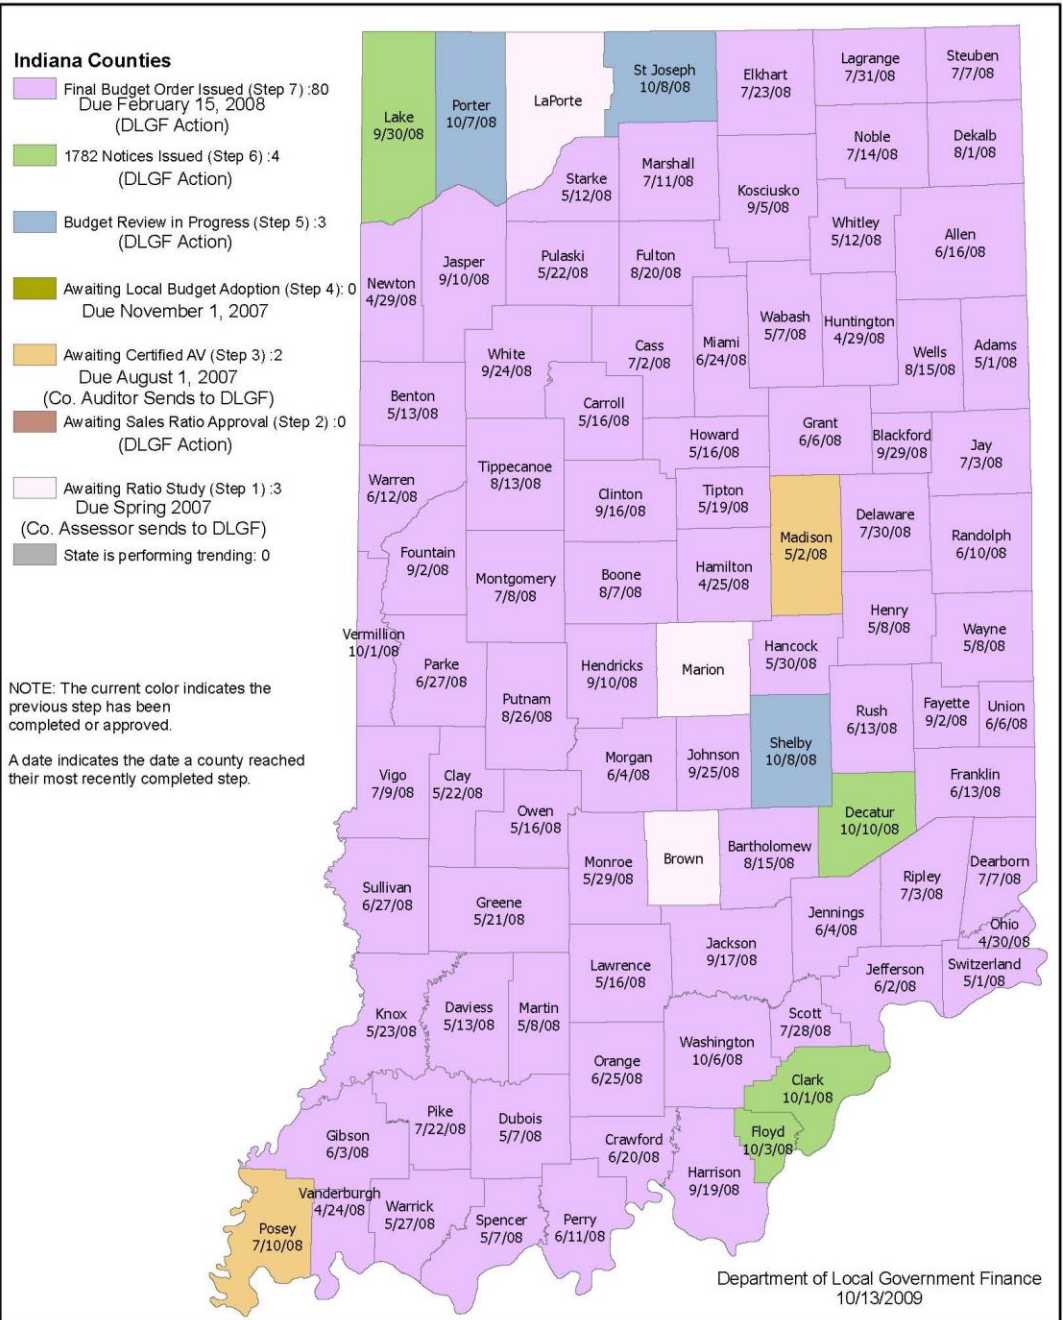 Indiana Counties
Final Budget Order Issued (Step 7) :80
Due February 15, 2008
(DLGF Action)
1782 Notices Issued (Step 6) :4
(DLGF Action)
Budget Review in Progress (Step 5) :3
(DLGF Action)
Awaiting Local Budget Adoption (Step 4): 0
Due November 1, 2007
Awaiting Certified AV (Step 3) :2
Due August 1, 2007
(Co. Auditor Sends to DLGF)
Awaiting Sales Ratio Approval (Step 2) :0
(DLGF Action)
Awaiting Ratio Study (Step 1) :3
Due Spring 2007
(Co. Assessor sends to DLGF)
State is performing trending: 0
NOTE: The current color indicates the
previous step has been
completed or approved.
A date indicates the date a county reached
their most recently completed step.
Lake
9/30/08
Porter
10/7/08
LaPorte
St Joseph
10/8/08
Elkhart
7/23/08
Lagrange
7/31/08
Steuben
7/7/08
Noble
7/14/08
Dekalb
8/1/08
Starke
5/12/08
Marshall
7/11/08
Kosciusko
9/5/08
Whitley
5/12/08
Allen
6/16/08
Newton
4/29/08
Jasper
9/10/08
Pulaski
5/22/08
Fulton
8/20/08
White
9/24/08
Cass
7/2/08
Miami
6/24/08
Wabash
5/7/08
Huntington
4/29/08
Wells
8/15/08
Adams
5/1/08
Benton
5/13/08
Carroll
5/16/08
Howard
5/16/08
Grant
6/6/08
Blackford
9/29/08
Jay
7/3/08
Warren
6/12/08
Tippecanoe
8/13/08
Clinton
9/16/08
Tipton
5/19/08
Madison
5/2/08
Delaware
7/30/08
Randolph
6/10/08
Fountain
9/2/08
Montgomery
7/8/08
Boone
8/7/08
Hamilton
4/25/08
Henry
5/8/08
Wayne
5/8/08
Vermillion
10/1/08
Parke
6/27/08
Putnam
8/26/08
Hendricks
9/10/08
Marion
Hancock
5/30/08
Rush
6/13/08
Fayette
9/2/08
Union
6/6/08
Vigo
7/9/08
Clay
5/22/08
Owen
5/16/08
Morgan
6/4/08
Johnson
9/25/08
Shelby
10/8/08
Franklin
6/13/08
Decatur
10/10/08
Sullivan
6/27/08
Greene
5/21/08
Monroe
5/29/08
Brown
Bartholomew
8/15/08
Ripley
7/3/08
Dearborn
7/7/08
Jennings
6/4/08
Ohio
4/30/08
Jackson
9/17/08
Lawrence
5/16/08
Jefferson
6/2/08
Switzerland
5/1/08
Knox
5/23/08
Daviess
5/13/08
Martin
5/8/08
Scott
7/28/08
Washington
10/6/08
Orange
6/25/08
Clark
10/1/08
Pike
7/22/08
Dubois
5/7/08
Gibson
6/3/08
Crawford
6/20/08
Floyd
10/3/08
Harrison
9/19/08
Posey
7/10/08
Vanderburgh
4/24/08
Warrick
5/27/08
Spencer
5/7/08
Perry
6/11/08
Department of Local Government Finance
10/13/2009